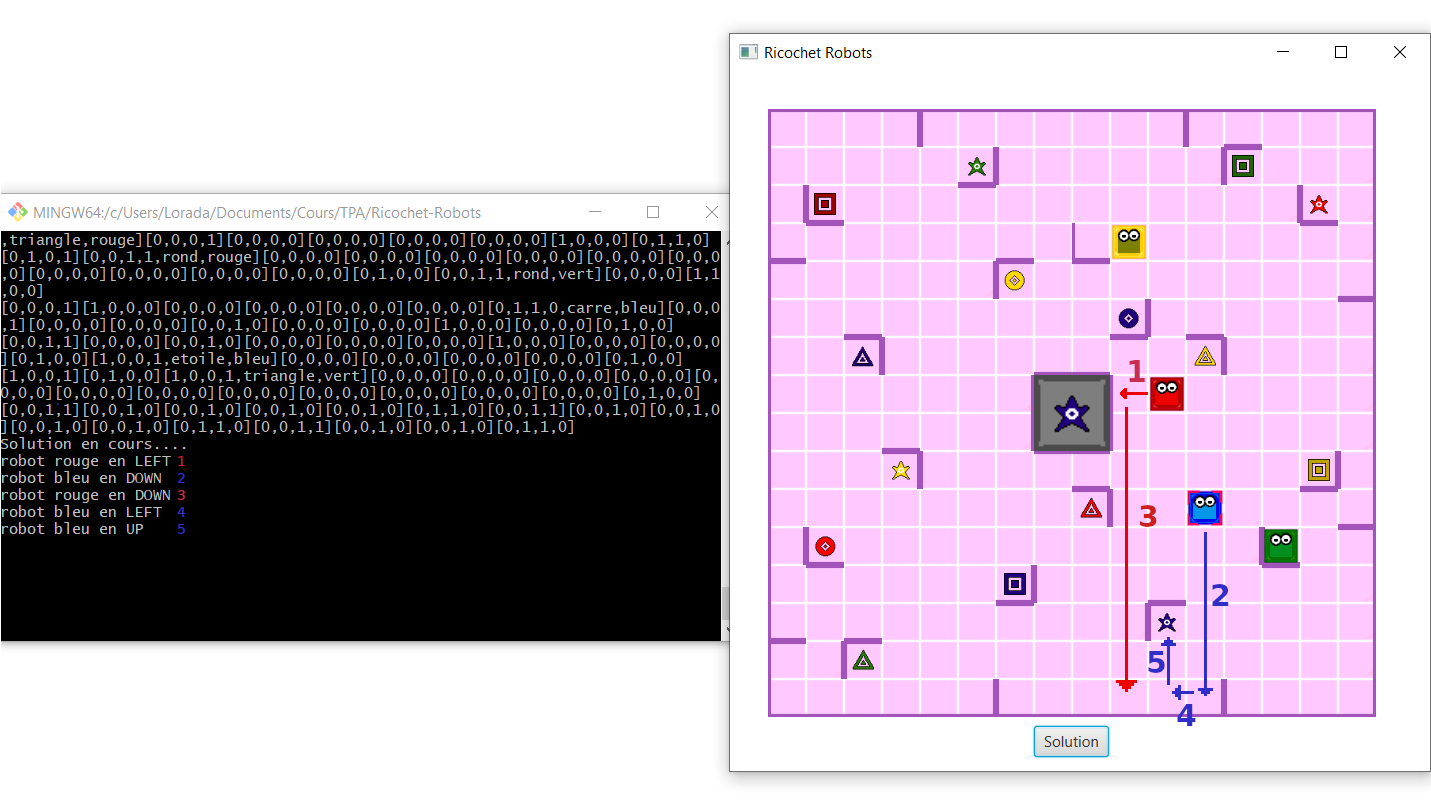 Ricochet Robots
MINGW64:/c/Users/Lorada/Documents/Cours/TPA/Ricochet-Robots
,triangle,rouge][0,0,0,1][0,0,0,0][0,0,0,0][0,0,0,0][0,0,0,0][1,0,0,0][0,1,1,0]
[0,1,0,1][0,0,1,1,rond,rouge][0,0,0,0][0,0,0,0][0,0,0,0][0,0,0,0][0,0,0,0][0,0,0
,0][0,0,0,0][0,0,0,0][0,0,0,0][0,0,0,0][0,1,0,0][0,0,1,1,rond,vert][0,0,0,0][1,1
,0,0]
[0,0,0,1][1,0,0,0][0,0,0,0][0,0,0,0][0,0,0,0][0,0,0,0][0,1,1,0,carre,bleu][0,0,0
,1][0,0,0,0][0,0,0,0][0,0,1,0][0,0,0,0][0,0,0,0][1,0,0,0][0,0,0,0][0,1,0,0]
[0,0,1,1][0,0,0,0][0,0,1,0][0,0,0,0][0,0,0,0][0,0,0,0][1,0,0,0][0,0,0,0][0,0,0,0
][0,1,0,0][1,0,0,1,etoile,bleu][0,0,0,0][0,0,0,0][0,0,0,0][0,0,0,0][0,1,0,0]
[1,0,0,1][0,1,0,0][1,0,0,1,triangle,vert][0,0,0,0][0,0,0,0][0,0,0,0][0,0,0,0][0,
0,0,0][0,0,0,0][0,0,0,0][0,0,0,0][0,0,0,0][0,0,0,0][0,0,0,0][0,0,0,0][0,1,0,0]
[0,0,1,1][0,0,1,0][0,0,1,0][0,0,1,0][0,0,1,0][0,1,1,0][0,0,1,1][0,0,1,0][0,0,1,0
][0,0,1,0][0,0,1,0][0,1,1,0][0,0,1,1][0,0,1,0][0,0,1,0][0,1,1,0]
Solution en cours....
robot rouge en LEFT 1
robot bleu en DOWN 2
robot rouge en DOWN 3
robot bleu en LEFT 4
robot bleu en UP 5
1
3
2
5
4
Solution